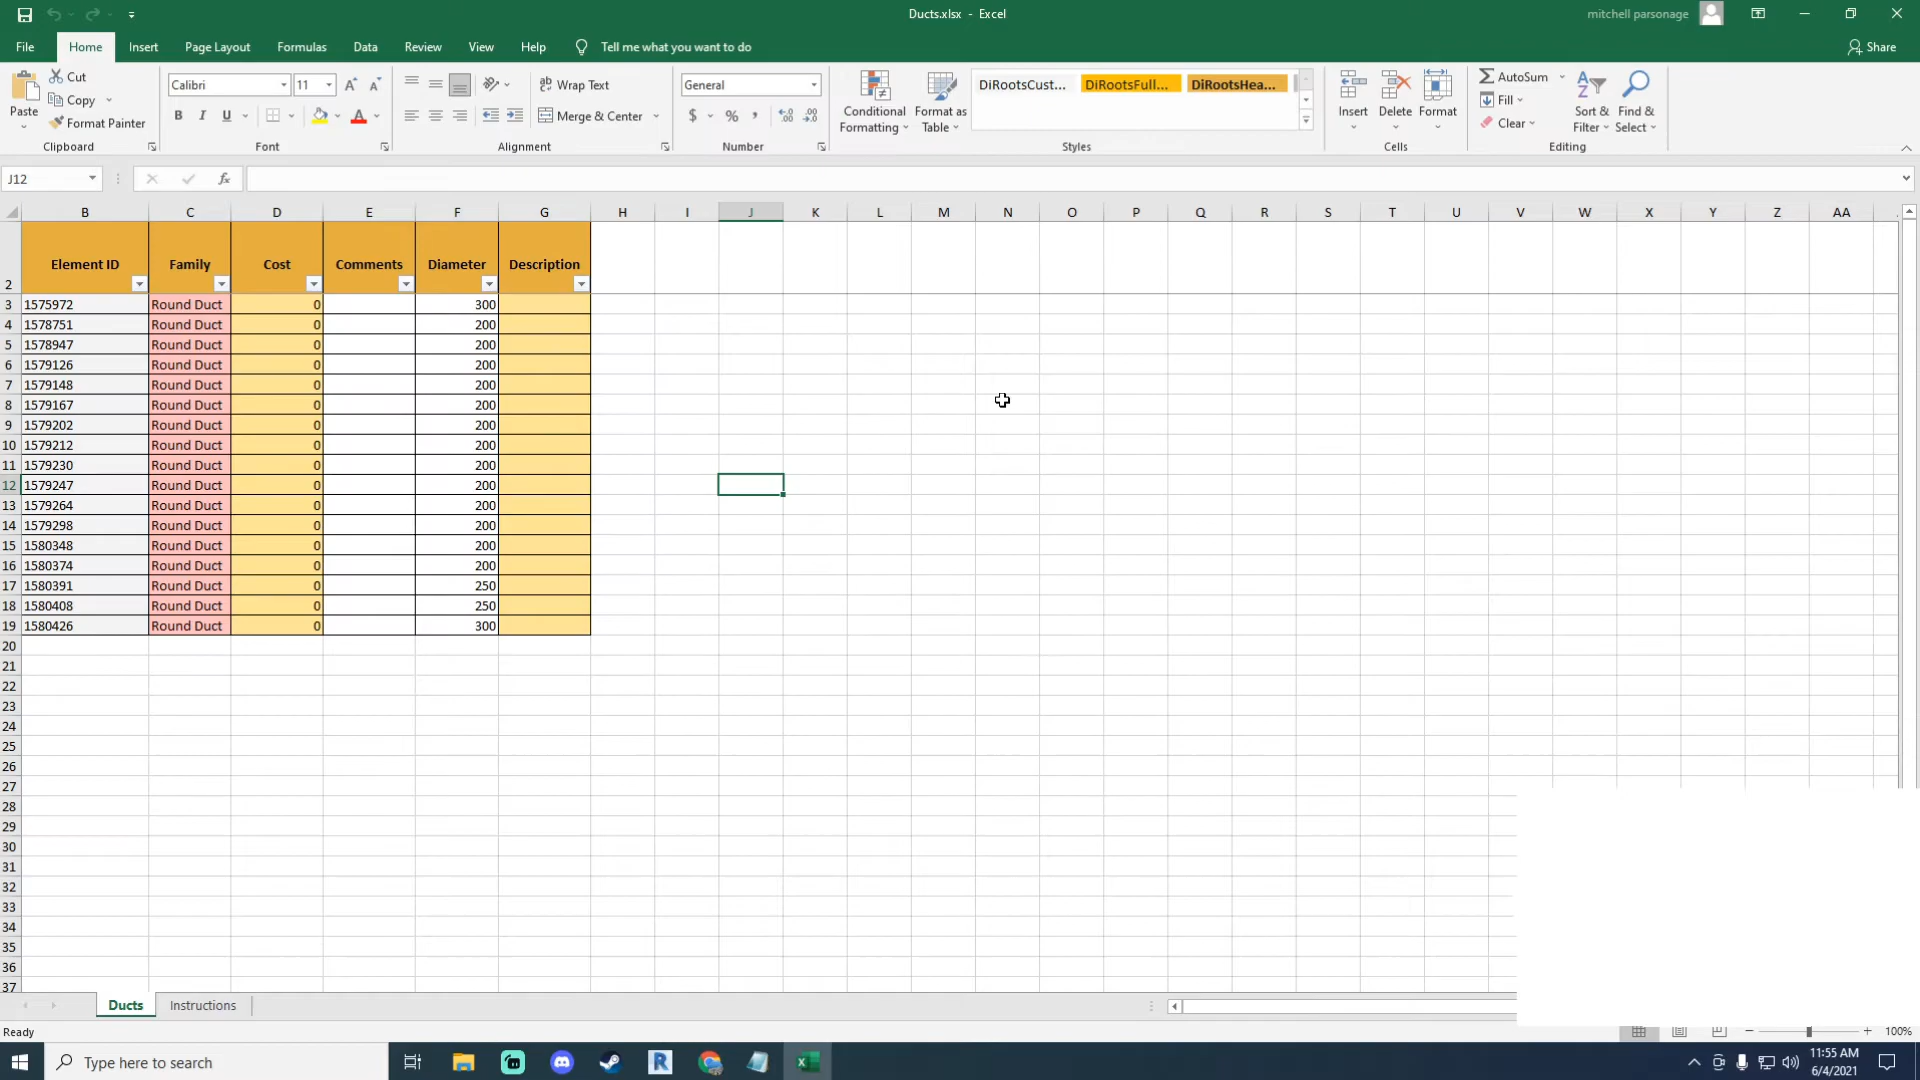 Ducts.xlsx - Excel
mitchell parsonage
File Home Insert Page Layout Formulas Data Review View Help Tell me what you want to do Share
Cut
Copy
Format Painter
Paste
Clipboard
Calibri 11
B I U
Font
Wrap Text
Merge & Center
Alignment
General
$ % ,
Number
Conditional Formatting
Format as Table
DiRootsCust... DiRootsFull... DiRootsHea...
Styles
Insert Delete Format
Cells
AutoSum
Fill
Clear
Sort & Filter
Find & Select
Editing
J12 fx
B C D E F G H I J K L M N O P Q R S T U V W X Y Z AA
2 Element ID Family Cost Comments Diameter Description
3 1575972 Round Duct 0 300
4 1578751 Round Duct 0 200
5 1578947 Round Duct 0 200
6 1579126 Round Duct 0 200
7 1579148 Round Duct 0 200
8 1579167 Round Duct 0 200
9 1579202 Round Duct 0 200
10 1579212 Round Duct 0 200
11 1579230 Round Duct 0 200
12 1579247 Round Duct 0 200
13 1579264 Round Duct 0 200
14 1579298 Round Duct 0 200
15 1580348 Round Duct 0 200
16 1580374 Round Duct 0 200
17 1580391 Round Duct 0 250
18 1580408 Round Duct 0 250
19 1580426 Round Duct 0 300
20
21
22
23
24
25
26
27
28
29
30
31
32
33
34
35
36
37
Ducts Instructions
Ready
100%
Type here to search
11:55 AM
6/4/2021